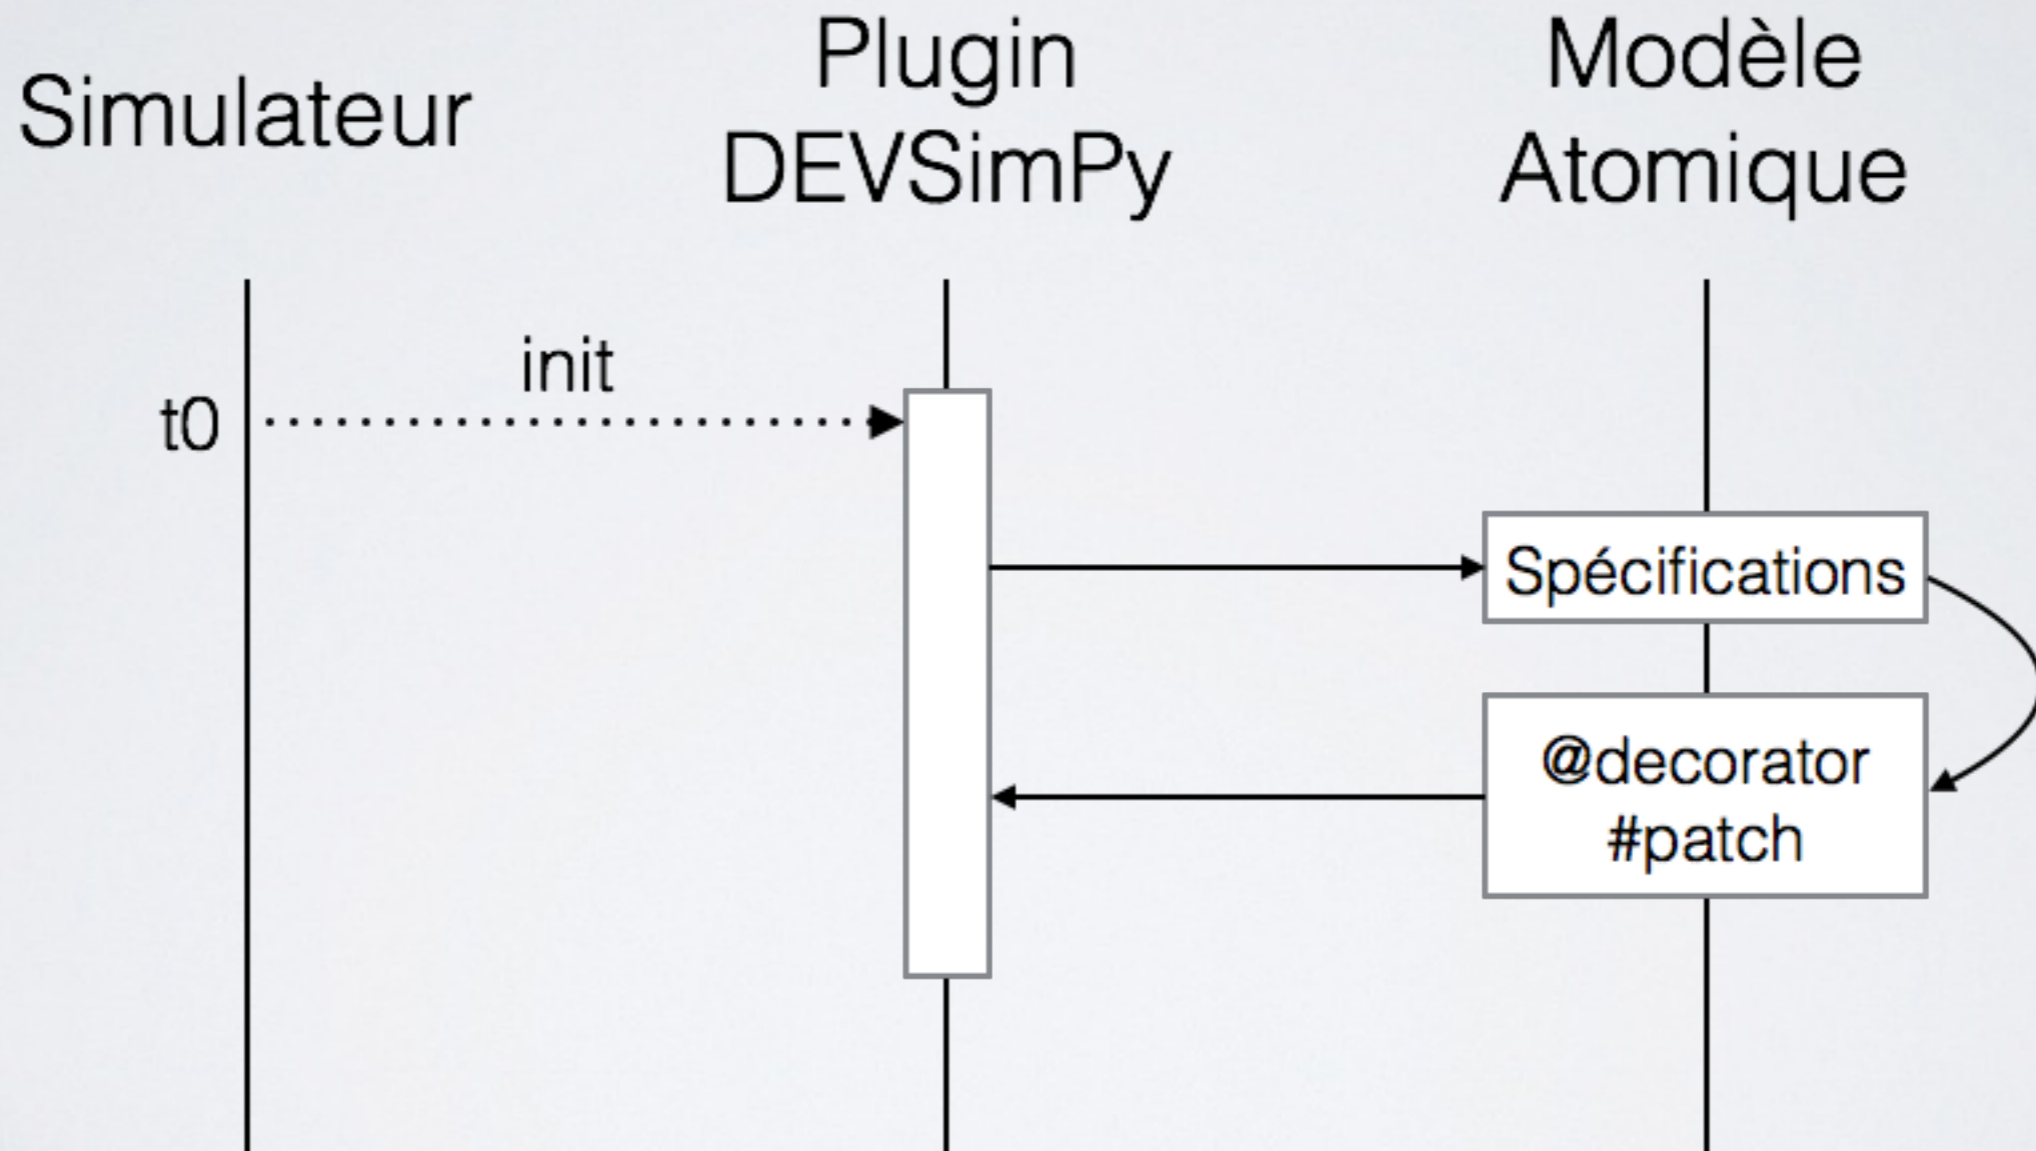 Simulateur
Plugin
DEVSimPy
Modèle
Atomique
init
t0
Spécifications
@decorator
#patch